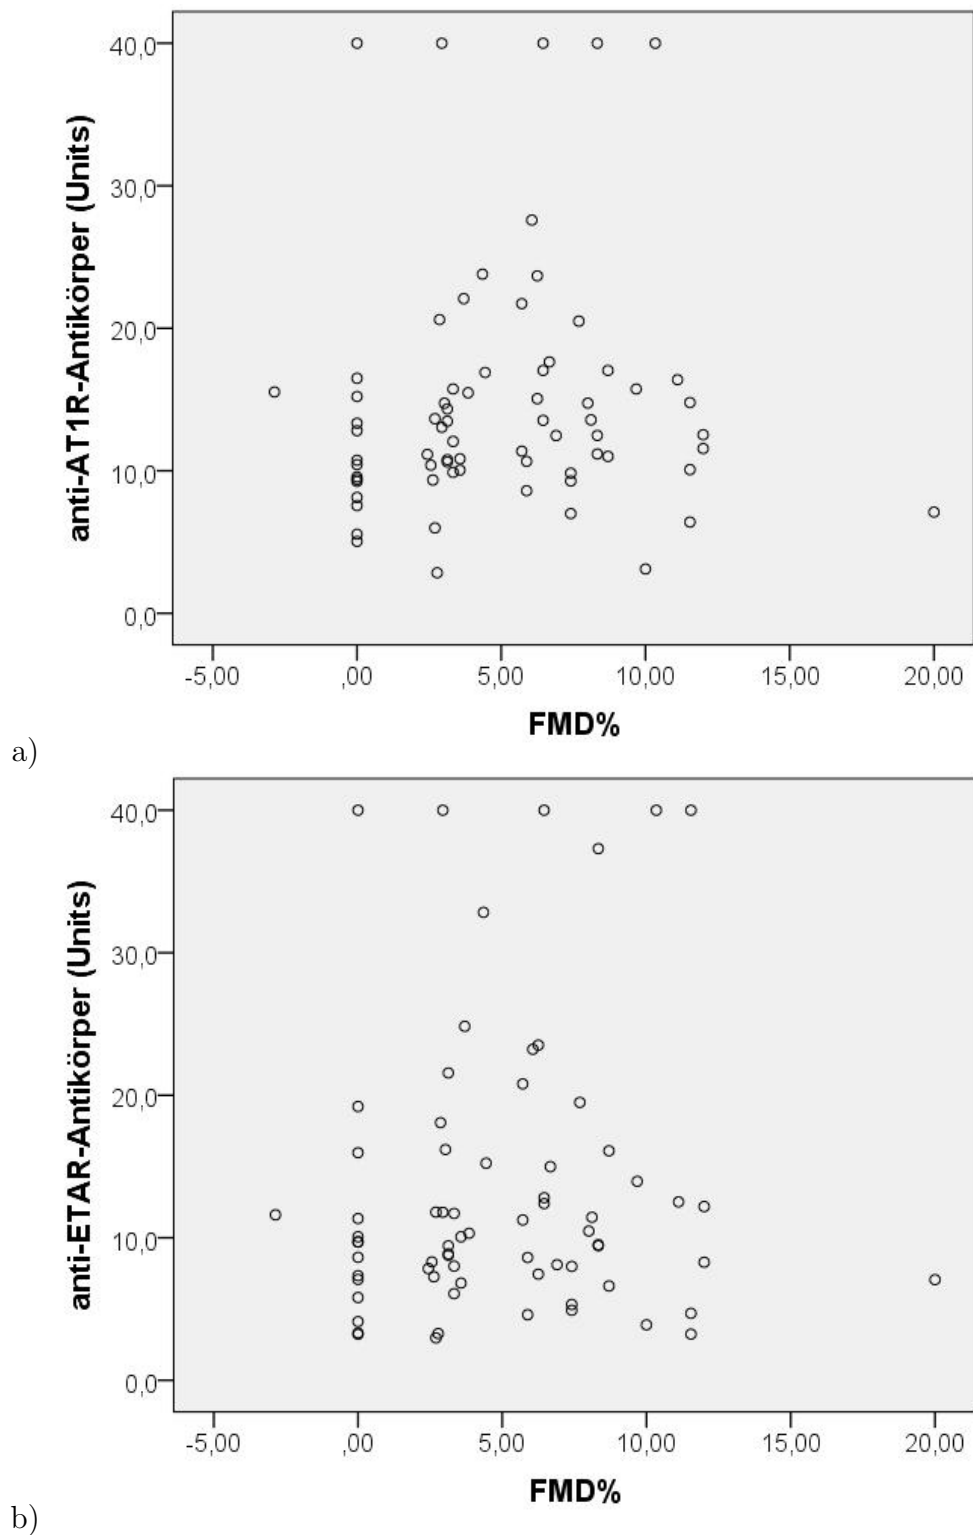 40,0
30,0
20,0
10,0
0,0
anti-AT1R-Antikörper (Units)
-5,00 ,00 5,00 10,00 15,00 20,00
FMD%
a)
40,0
30,0
20,0
10,0
0,0
anti-ETAR-Antikörper (Units)
-5,00 ,00 5,00 10,00 15,00 20,00
FMD%
b)